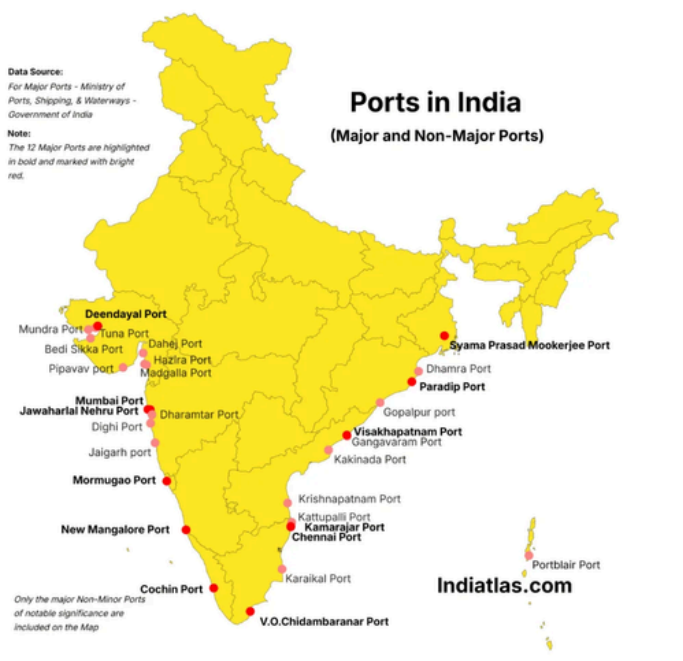 Data Source:
For Major Ports - Ministry of
Ports, Shipping, & Waterways -
Government of India
Note:
The 12 Major Ports are highlighted
in bold and marked with bright
red.
Ports in India
(Major and Non-Major Ports)
Deendayal Port
Mundra Port
Tuna Port
Bedi Sikka Port
Dahej Port
Hazira Port
Pipavav port
Madgalla Port
Mumbai Port
Jawaharlal Nehru Port
Dharamtar Port
Dighi Port
Jaigarh port
Mormugao Port
New Mangalore Port
Cochin Port
V.O.Chidambaranar Port
Syama Prasad Mookerjee Port
Dhamra Port
Paradip Port
Gopalpur port
Visakhapatnam Port
Gangavaram Port
Kakinada Port
Krishnapatnam Port
Kattupalli Port
Kamarajar Port
Chennai Port
Karaikal Port
Portblair Port
Indiatlas.com
Only the major Non-Minor Ports
of notable significance are
included on the Map